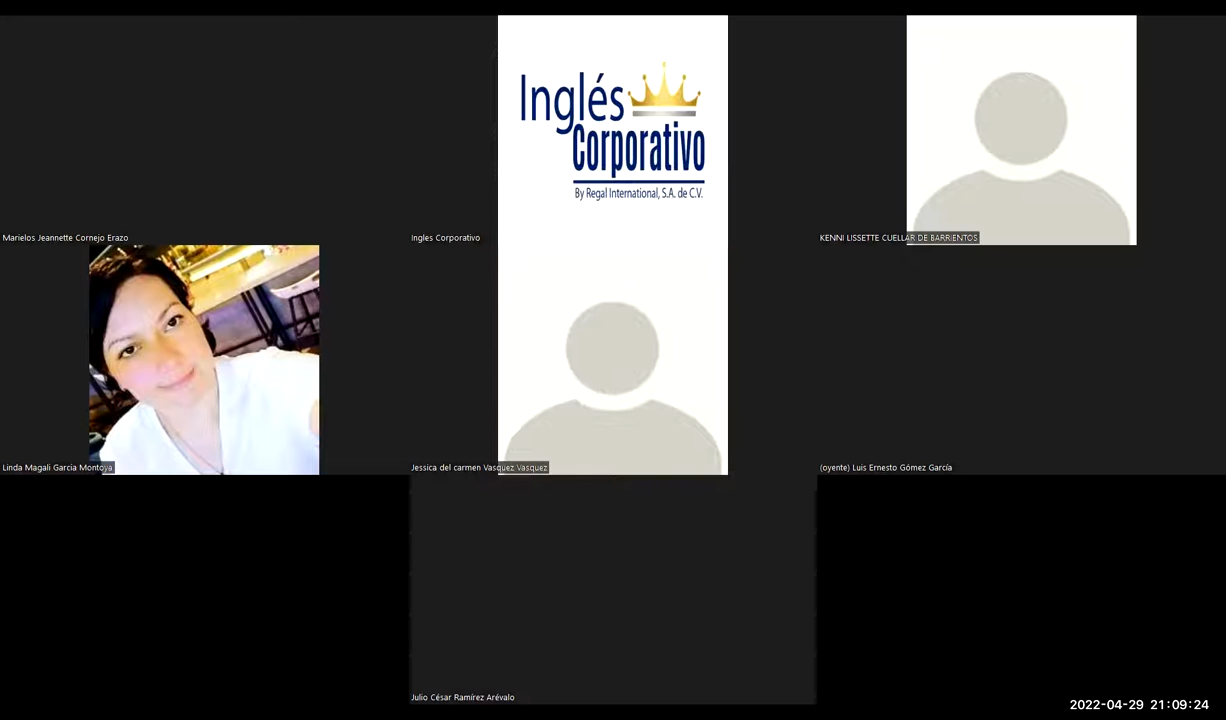 Inglés
Corporativo
By Regal International, S.A. de C.V.
Marielos Jeannette Cornejo Erazo
Ingles Corporativo
KENNI LISSETTE CUELLAR DE BARRIENTOS
Linda Magali Garcia Montoya
Jessica del carmen Vasquez Vasquez
(oyente) Luis Ernesto Gómez García
Julio César Ramírez Arévalo
2022-04-29 21:09:24